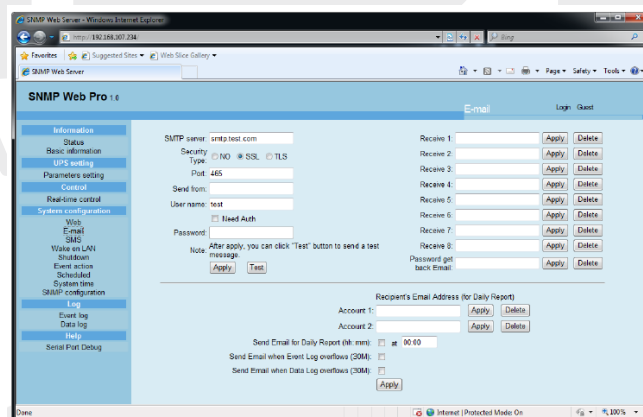 SNMP Web Server - Windows Internet Explorer
http://192.168.107.234/
Bing
Favorites
Suggested Sites
Web Slice Gallery
SNMP Web Server
Page
Safety
Tools
SNMP Web Pro 1.0
E-mail
Login Guest
Information
Status
Basic information
UPS setting
Parameters setting
Control
Real-time control
System configuration
Web
E-mail
SMS
Wake on LAN
Shutdown
Event action
Scheduled
System time
SNMP configuration
Log
Event log
Data log
Help
Serial Port Debug
SMTP server: smtp.test.com
Security Type: NO SSL TLS
Port: 465
Send from:
User name: test
Need Auth
Password:
Note: After apply, you can click "Test" button to send a test message.
Apply Test
Receive 1: Apply Delete
Receive 2: Apply Delete
Receive 3: Apply Delete
Receive 4: Apply Delete
Receive 5: Apply Delete
Receive 6: Apply Delete
Receive 7: Apply Delete
Receive 8: Apply Delete
Password get back Email: Apply Delete
Recipient's Email Address (for Daily Report)
Account 1: Apply Delete
Account 2: Apply Delete
Send Email for Daily Report (hh: mm): at 00:00
Send Email when Event Log overflows (30M):
Send Email when Data Log overflows (30M):
Apply
Done
Internet | Protected Mode: On
100%